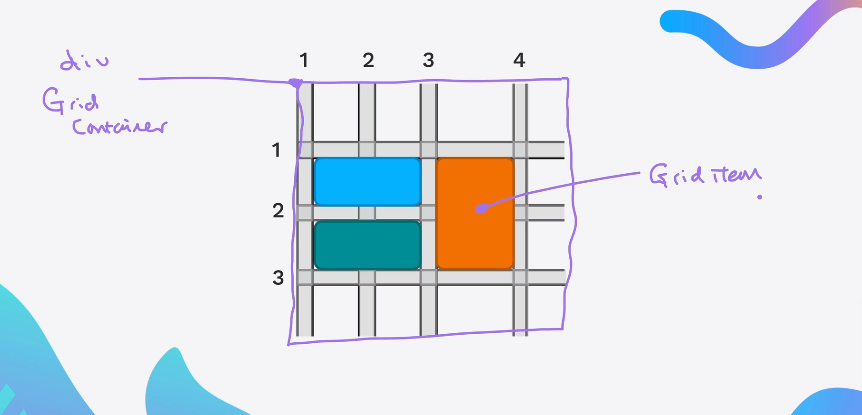 1 2 3 4
div
Grid
Container
1
Grid item
2
3